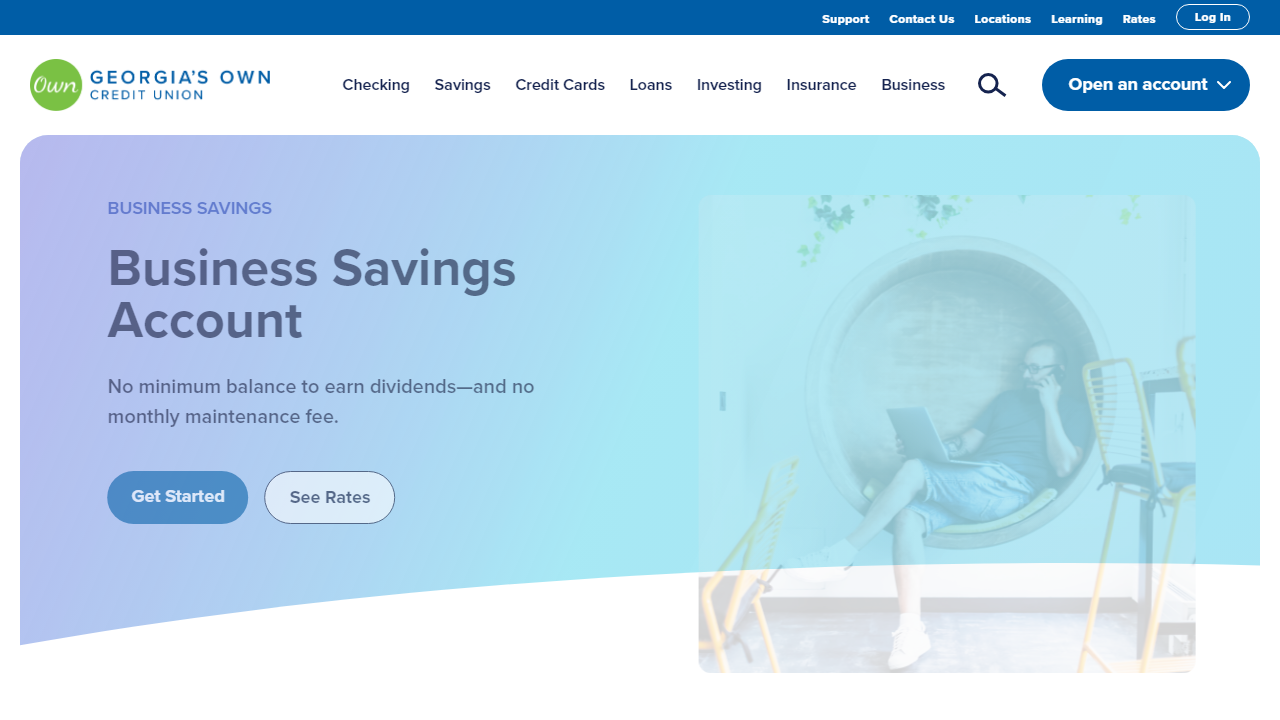 Support Contact Us Locations Learning Rates Log In
Own GEORGIA'S OWN
CREDIT UNION
Checking Savings Credit Cards Loans Investing Insurance Business Open an account
BUSINESS SAVINGS
Business Savings
Account
No minimum balance to earn dividends—and no
monthly maintenance fee.
Get Started See Rates